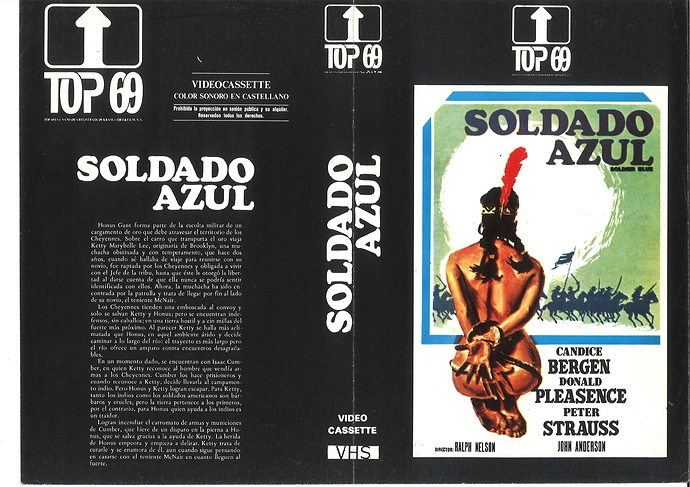 TOP 69
VIDEOCASSETTE
COLOR SONORO EN CASTELLANO
Prohibida la proyección en sesión pública y su alquiler.
Reservados todos los derechos.
SOLDADO
AZUL
Honus Gant forma parte de la escolta militar de un
cargamento de oro que debe atravesar el territorio de los
Cheyennes. Sobre el carro que transporta el oro viaja
Ketty Marybelle Lee, originaria de Brooklyn, una mu-
chacha obstinada y con temperamento, que hace dos
años, cuando se hallaba de viaje para reunirse con su
novio, fue raptada por los Cheyennes y obligada a vivir
con el Jefe de la tribu, hasta que éste le otorgó la liber-
tad al darse cuenta de que ella nunca se podría sentir
identificada con ellos. Ahora, la muchacha ha sido en-
contrada por la patrulla y trata de llegar por fin al lado
de su novio, el teniente McNair.
Los Cheyennes tienden una emboscada al convoy y
solo se salvan Ketty y Honus; pero se encuentran inde-
fensos, sin caballos; en una tierra hostil y a cien millas del
fuerte más próximo. Al parecer Ketty se halla más acli-
matada que Honus, en aquel ambiente árido y decide
caminar a lo largo del río: el trayecto es más largo pero
el río ofrece un amparo contra encuentros desagrada-
bles.
En un momento dado, se encuentran con Isaac Cum-
ber, en quien Ketty reconoce al hombre que vendía ar-
mas a los Cheyennes. Cumber los hace prisioneros y
cuando reconoce a Ketty, decide llevarla al campamen-
to indio. Pero Honus y Ketty logran escapar. Para Ketty,
tanto los indios como los soldados americanos son bár-
baros y crueles, pero la tierra pertenece a los primeros,
por el contrario, para Honus quien ayuda a los indios es
un traidor.
Logran incendiar el carromato de armas y municiones
de Cumber, que hiere de un disparo en la pierna a Ho-
nus, que se salva gracias a la ayuda de Ketty. La herida
de Honus empeora y empieza a delirar. Ketty trata de
curarle y se enamora de él, aun cuando sigue pensando
en casarse con el teniente McNair en cuanto lleguen al
fuerte.
TOP 69
SOLDADO
AZUL
VIDEO
CASSETTE
VHS
TOP 69
SOLDADO
AZUL
SOLDIER BLUE
CANDICE
BERGEN
DONALD
PLEASENCE
PETER
STRAUSS
DIRECTOR: RALPH NELSON
JOHN ANDERSON